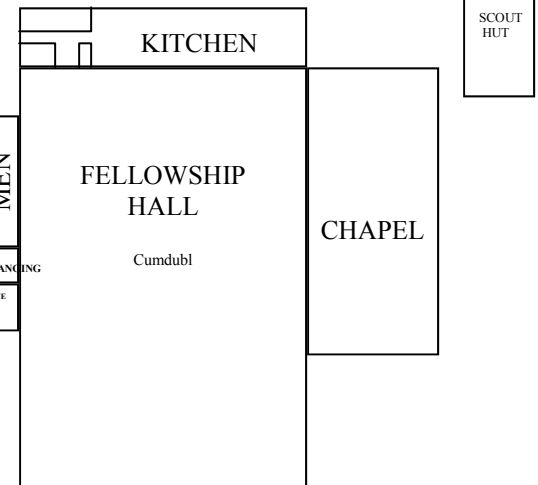 SCOUT
HUT
KITCHEN
MEN
FELLOWSHIP
HALL
CHAPEL
Cumdubl